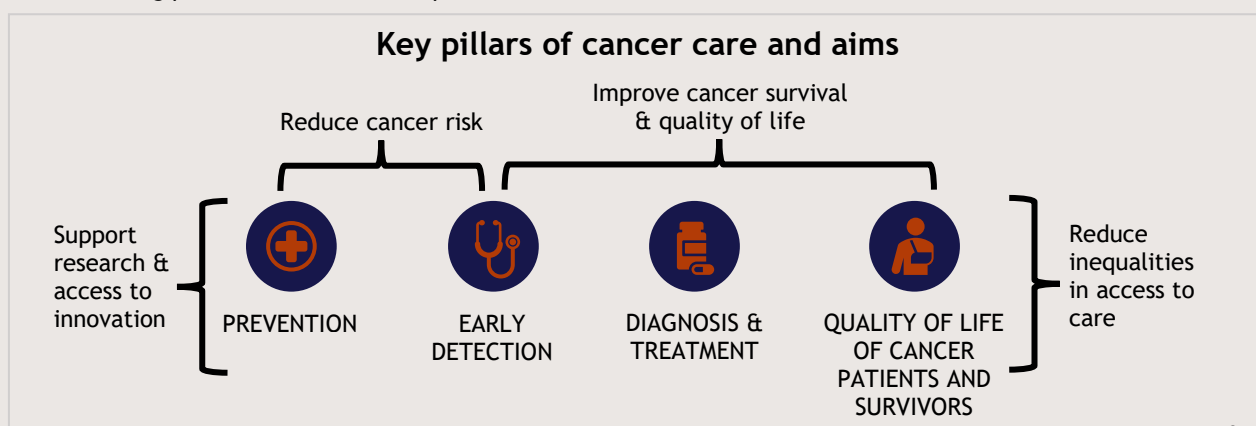 Key pillars of cancer care and aims
Improve cancer survival
& quality of life
Reduce cancer risk
Support
research &
access to
innovation
PREVENTION
EARLY
DETECTION
DIAGNOSIS &
TREATMENT
QUALITY OF LIFE
OF CANCER
PATIENTS AND
SURVIVORS
Reduce
inequalities
in access to
care